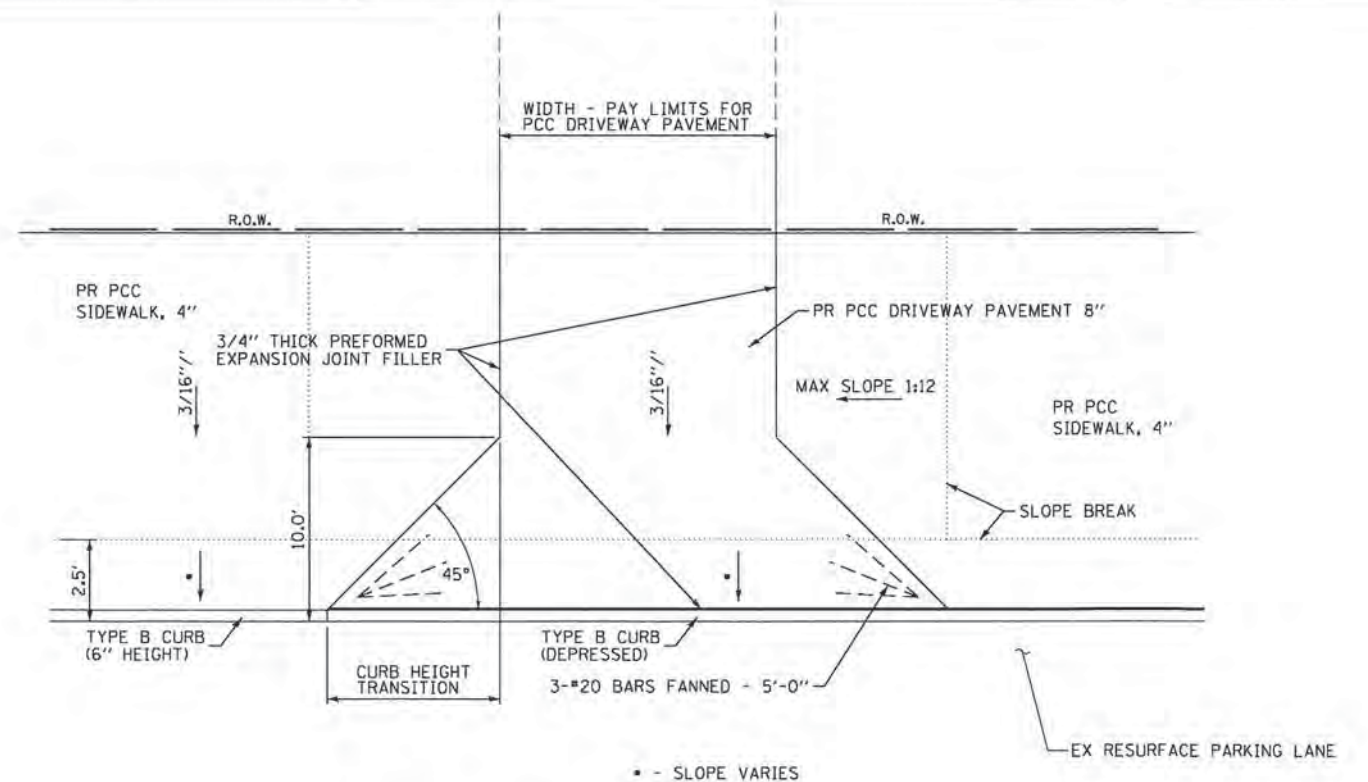 WIDTH - PAY LIMITS FOR
PCC DRIVEWAY PAVEMENT
R.O.W.
R.O.W.
PR PCC
SIDEWALK, 4"
3/4" THICK PREFORMED
EXPANSION JOINT FILLER
PR PCC DRIVEWAY PAVEMENT 8"
3/16"/'
3/16"/'
MAX SLOPE 1:12
PR PCC
SIDEWALK, 4"
SLOPE BREAK
10.0'
2.5'
*
45°
*
TYPE B CURB
(6" HEIGHT)
TYPE B CURB
(DEPRESSED)
CURB HEIGHT
TRANSITION
3-#20 BARS FANNED - 5'-0"
EX RESURFACE PARKING LANE
* - SLOPE VARIES